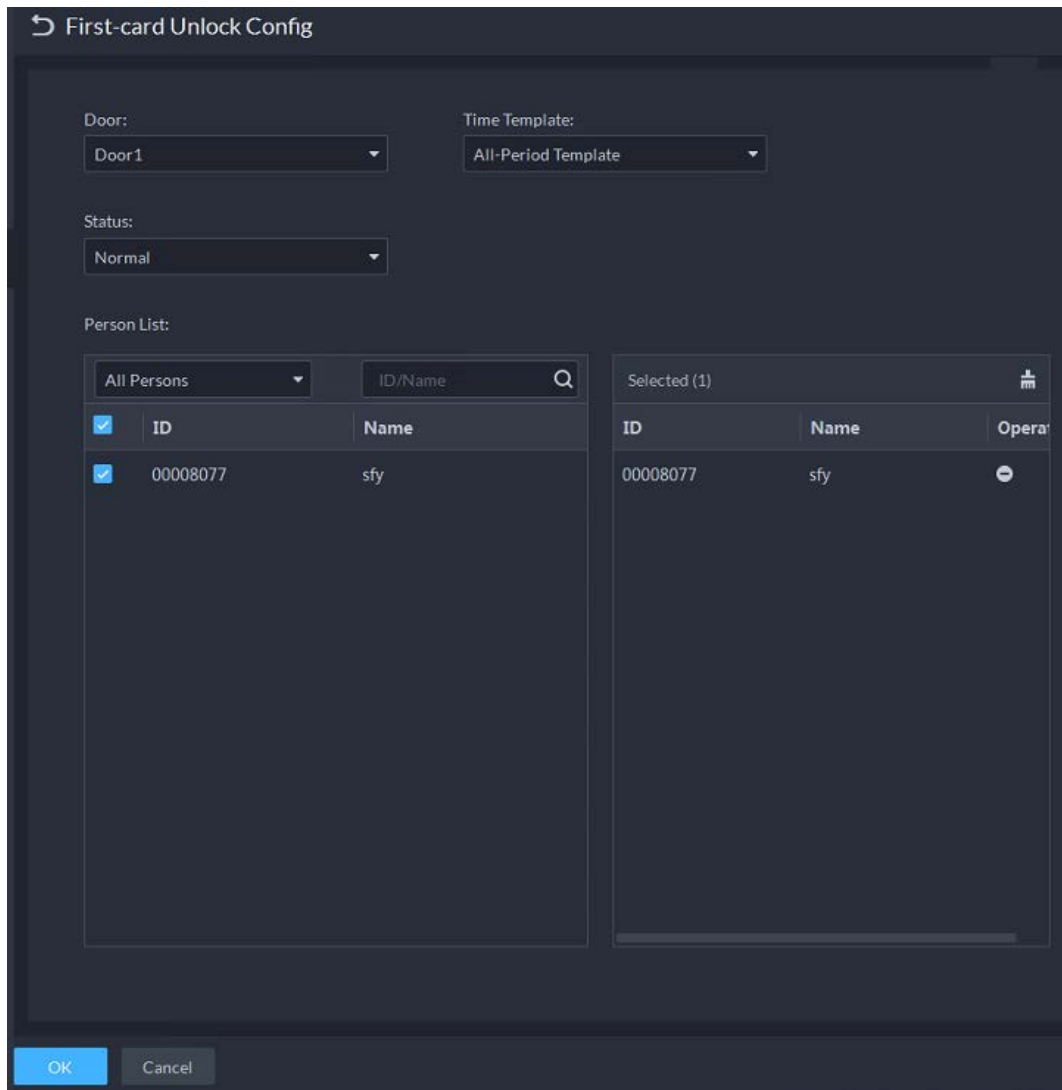 First-card Unlock Config
Door: Time Template:
Door1 All-Period Template
Status:
Normal
Person List:
All Persons ID/Name Selected (1)
ID Name ID Name Opera
00008077 sfy 00008077 sfy
OK Cancel